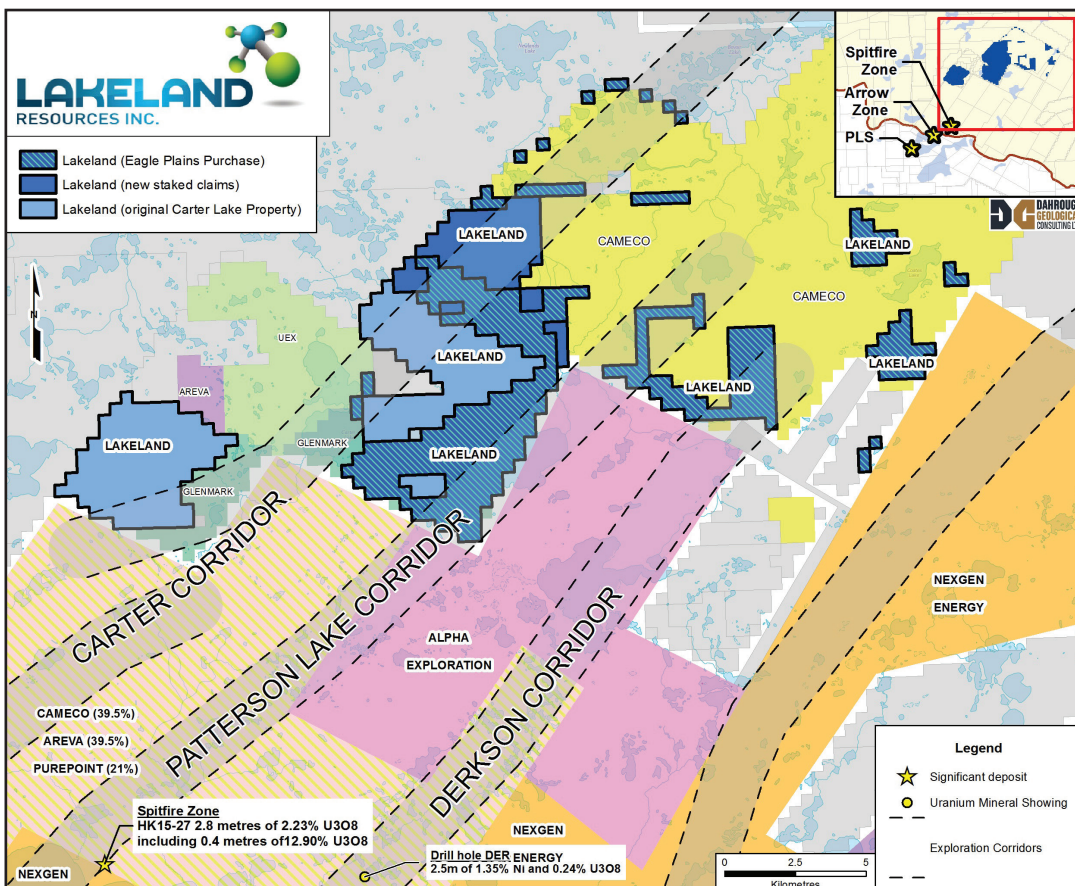 LAKELAND
RESOURCES INC.
Lakeland (Eagle Plains Purchase)
Lakeland (new staked claims)
Lakeland (original Carter Lake Property)
Spitfire
Zone
Arrow
Zone
PLS
DAHROUGE
GEOLOGICAL
CONSULTING LT
N
LAKELAND
CAMECO
LAKELAND
CAMECO
UEX
LAKELAND
LAKELAND
LAKELAND
AREVA
LAKELAND
GLENMARK
LAKELAND
GLENMARK
CARTER CORRIDOR
PATTERSON LAKE CORRIDOR
DERKSON CORRIDOR
NEXGEN
ENERGY
ALPHA
EXPLORATION
CAMECO (39.5%)
AREVA (39.5%)
PUREPOINT (21%)
Spitfire Zone
HK15-27 2.8 metres of 2.23% U3O8
including 0.4 metres of12.90% U3O8
NEXGEN
NEXGEN
ENERGY
Drill hole DER
2.5m of 1.35% Ni and 0.24% U3O8
Legend
Significant deposit
Uranium Mineral Showing
Exploration Corridors
0 2.5 5
Kilometres